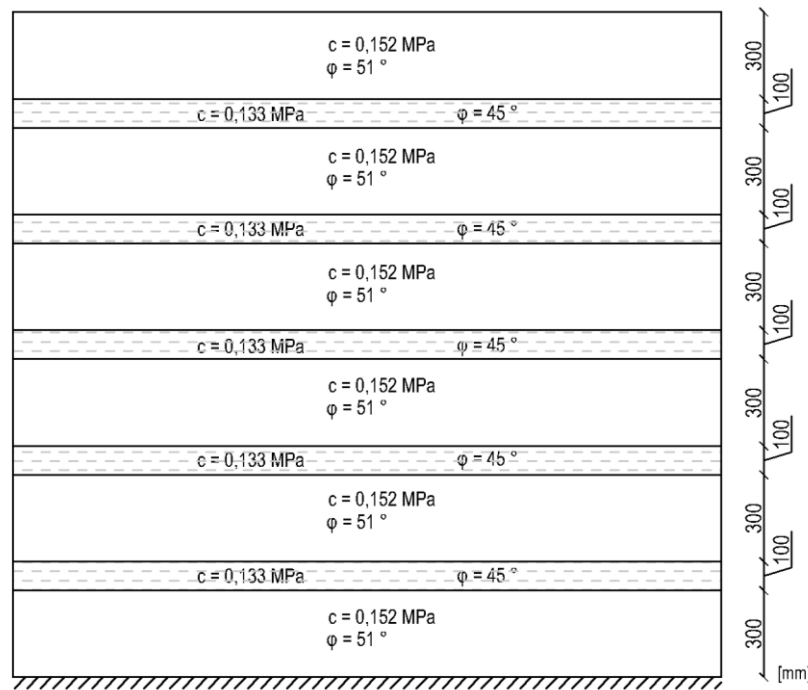 c = 0,152 MPa
φ = 51 °
300
100
c = 0,133 MPa φ = 45 °
c = 0,152 MPa
φ = 51 °
300
100
c = 0,133 MPa φ = 45 °
c = 0,152 MPa
φ = 51 °
300
100
c = 0,133 MPa φ = 45 °
c = 0,152 MPa
φ = 51 °
300
100
c = 0,133 MPa φ = 45 °
c = 0,152 MPa
φ = 51 °
300
100
c = 0,133 MPa φ = 45 °
c = 0,152 MPa
φ = 51 °
300
[mm]